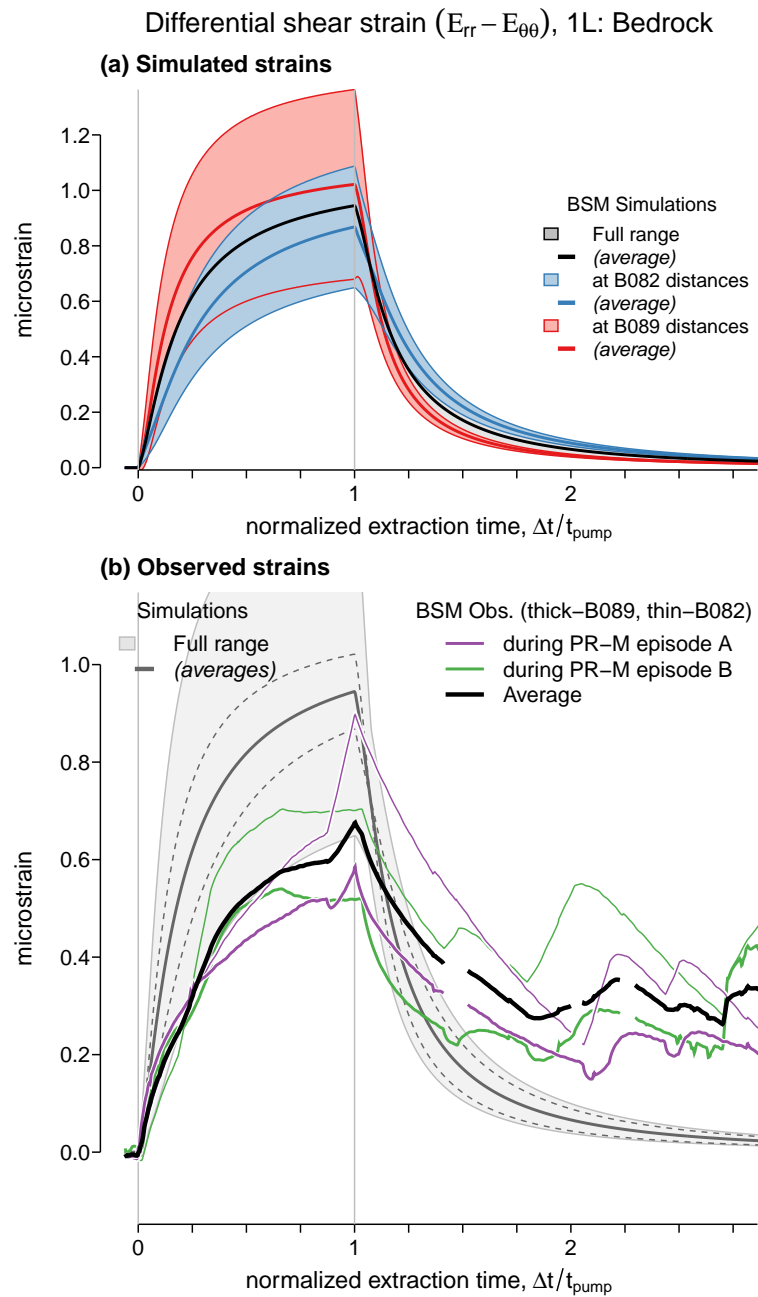 Differential shear strain (Err − Eθθ), 1L: Bedrock
(a) Simulated strains
1.2
1.0
0.8
0.6
0.4
0.2
0.0
microstrain
BSM Simulations
Full range
(average)
at B082 distances
(average)
at B089 distances
(average)
0 1 2
normalized extraction time, Δt/tpump
(b) Observed strains
Simulations
Full range
(averages)
BSM Obs. (thick−B089, thin−B082)
during PR−M episode A
during PR−M episode B
Average
1.0
0.8
0.6
0.4
0.2
0.0
microstrain
0 1 2
normalized extraction time, Δt/tpump